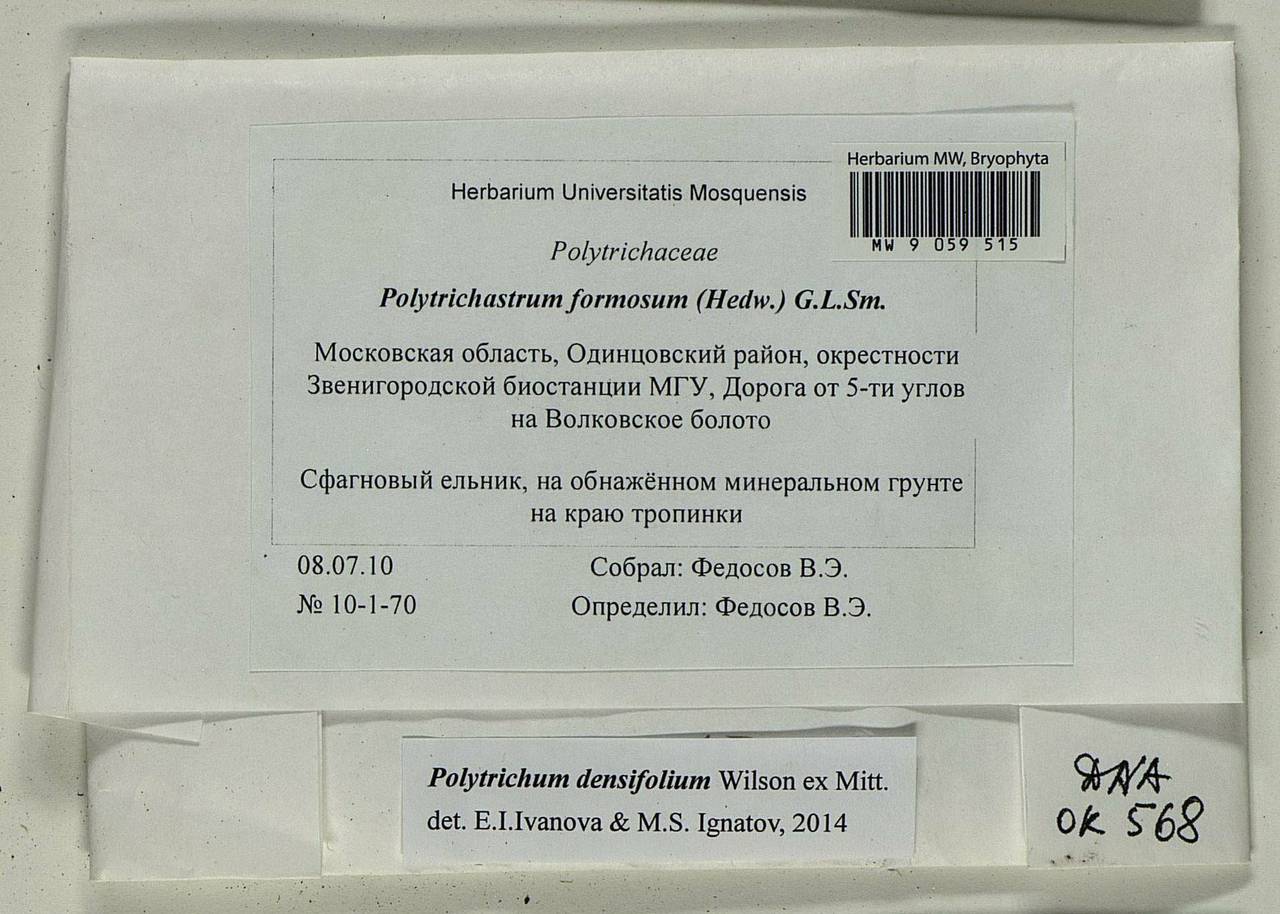 Herbarium MW, Bryophyta
MW 9 059 515
Herbarium Universitatis Mosquensis
Polytrichaceae
Polytrichastrum formosum (Hedw.) G.L.Sm.
Московская область, Одинцовский район, окрестности
Звенигородской биостанции МГУ, Дорога от 5-ти углов
на Волковское болото
Сфагновый ельник, на обнажённом минеральном грунте
на краю тропинки
08.07.10 Собрал: Федосов В.Э.
№ 10-1-70 Определил: Федосов В.Э.
Polytrichum densifolium Wilson ex Mitt.
det. E.I.Ivanova & M.S. Ignatov, 2014
DNA
OK 568